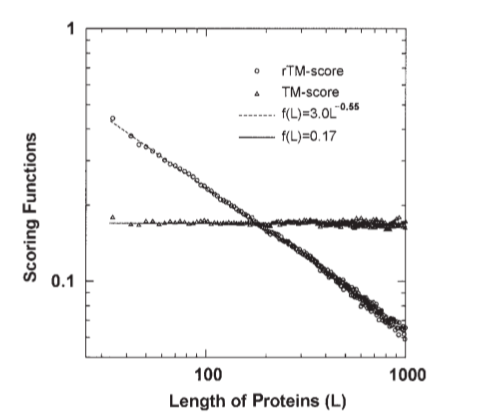 1
rTM-score
TM-score
f(L)=3.0L^-0.55
f(L)=0.17
Scoring Functions
0.1
100
1000
Length of Proteins (L)